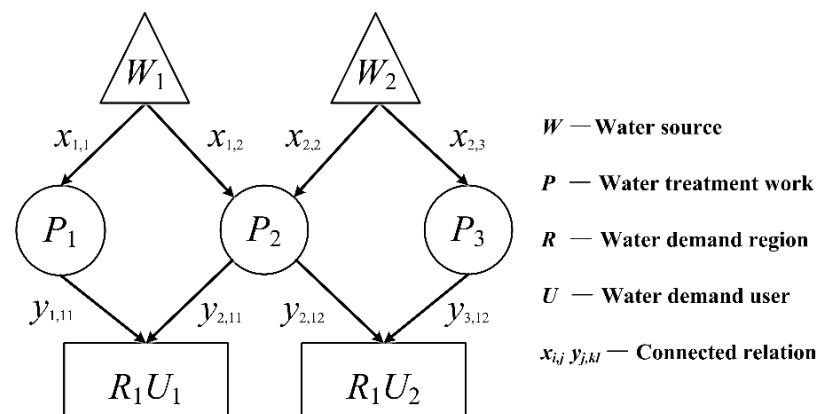 W₁ W₂
x₁,₁ x₁,₂ x₂,₂ x₂,₃
P₁ P₂ P₃
y₁,₁₁ y₂,₁₁ y₂,₁₂ y₃,₁₂
R₁U₁ R₁U₂
W — Water source
P — Water treatment work
R — Water demand region
U — Water demand user
xᵢ,ⱼ yⱼ,ₖₗ — Connected relation